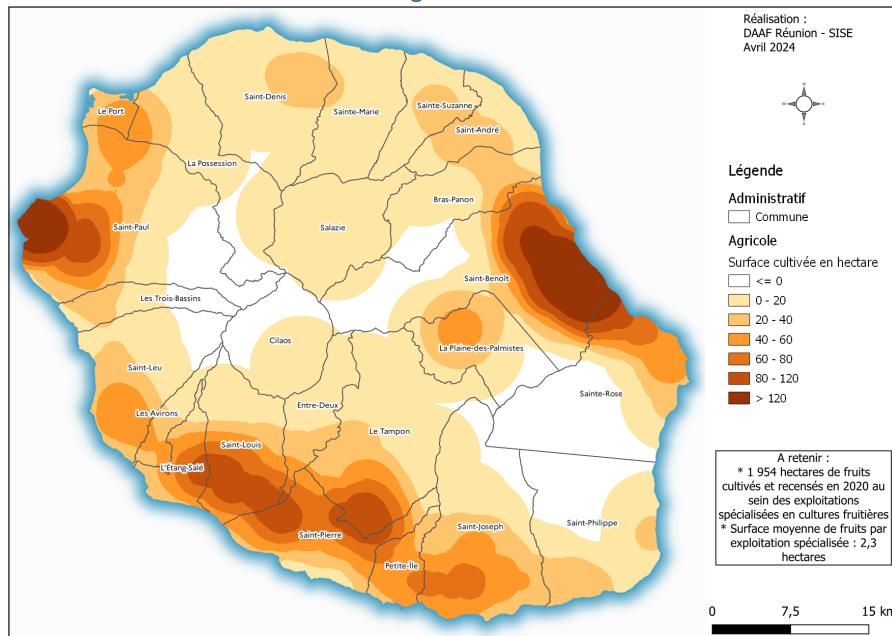 Réalisation :
DAAF Réunion - SISE
Avril 2024
Saint-Denis
Sainte-Marie
Sainte-Suzanne
Le Port
Saint-André
La Possession
Bras-Panon
Saint-Paul
Salazie
Saint-Benoît
Les Trois-Bassins
Cilaos
La Plaine-des-Palmistes
Saint-Leu
Sainte-Rose
Entre-Deux
Les Avirons
Le Tampon
Saint-Louis
L'Étang-Salé
Saint-Philippe
Saint-Joseph
Saint-Pierre
Petite-Île
Légende
Administratif
Commune
Agricole
Surface cultivée en hectare
<= 0
0 - 20
20 - 40
40 - 60
60 - 80
80 - 120
> 120
A retenir :
* 1 954 hectares de fruits
cultivés et recensés en 2020 au
sein des exploitations
spécialisées en cultures fruitières
* Surface moyenne de fruits par
exploitation spécialisée : 2,3
hectares
0 7,5 15 km